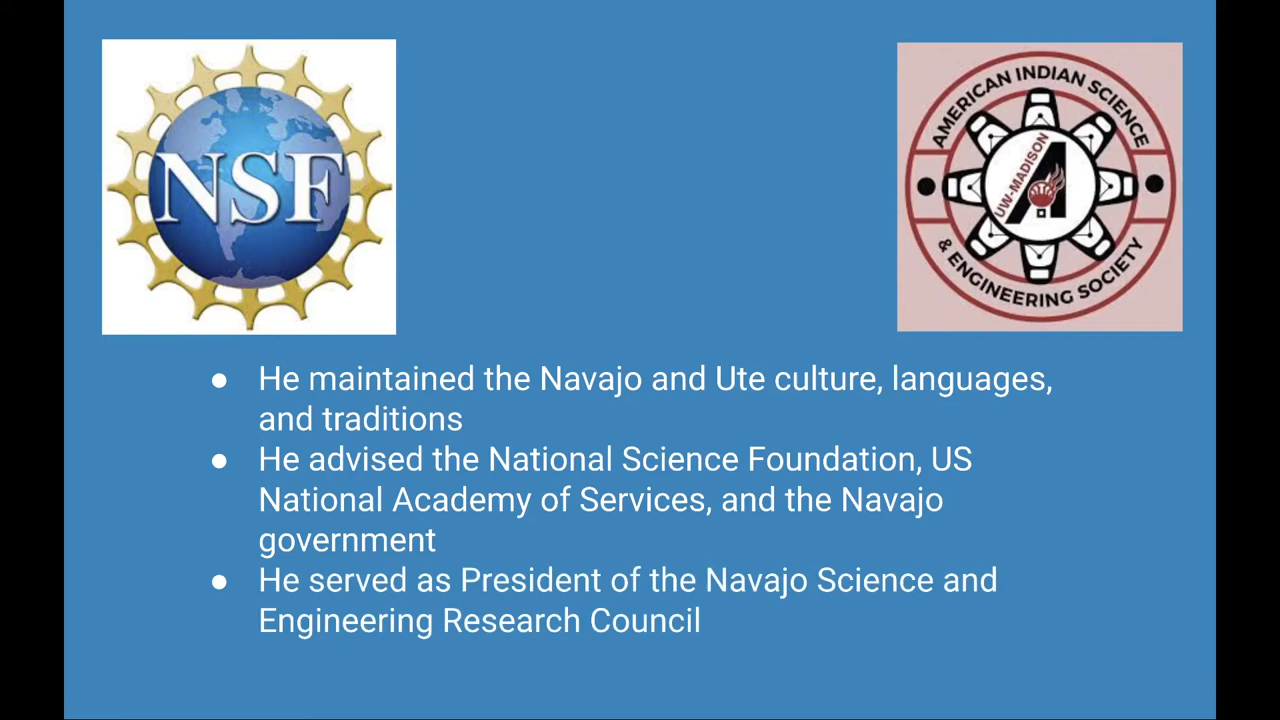 NSF
AMERICAN INDIAN SCIENCE
UW-MADISON
A
& ENGINEERING SOCIETY
● He maintained the Navajo and Ute culture, languages,
and traditions
● He advised the National Science Foundation, US
National Academy of Services, and the Navajo
government
● He served as President of the Navajo Science and
Engineering Research Council